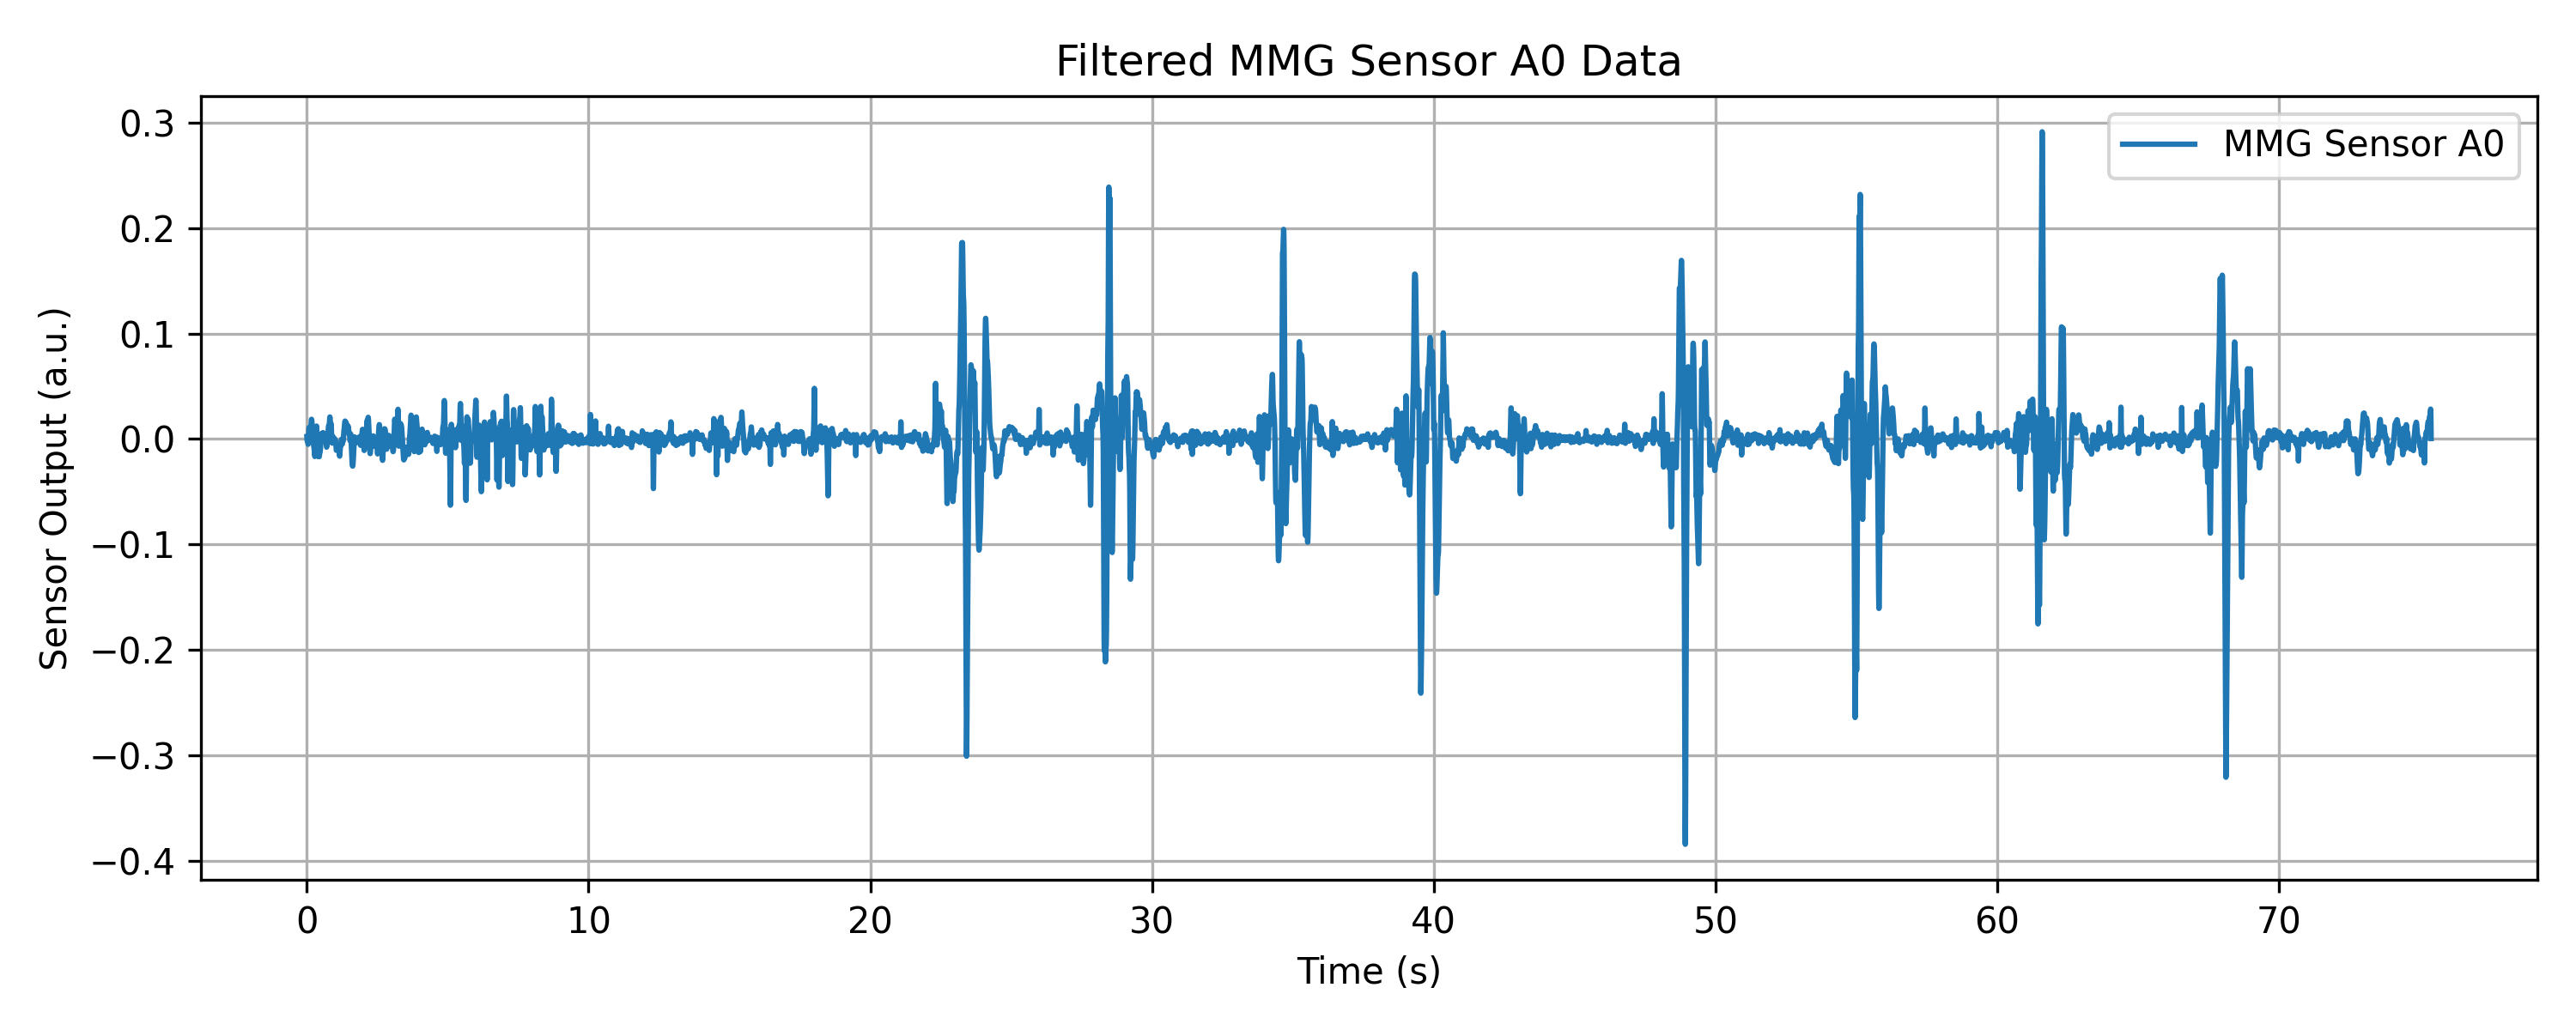 Filtered MMG Sensor A0 Data
MMG Sensor A0
Sensor Output (a.u.)
0.3
0.2
0.1
0.0
−0.1
−0.2
−0.3
−0.4
0 10 20 30 40 50 60 70
Time (s)